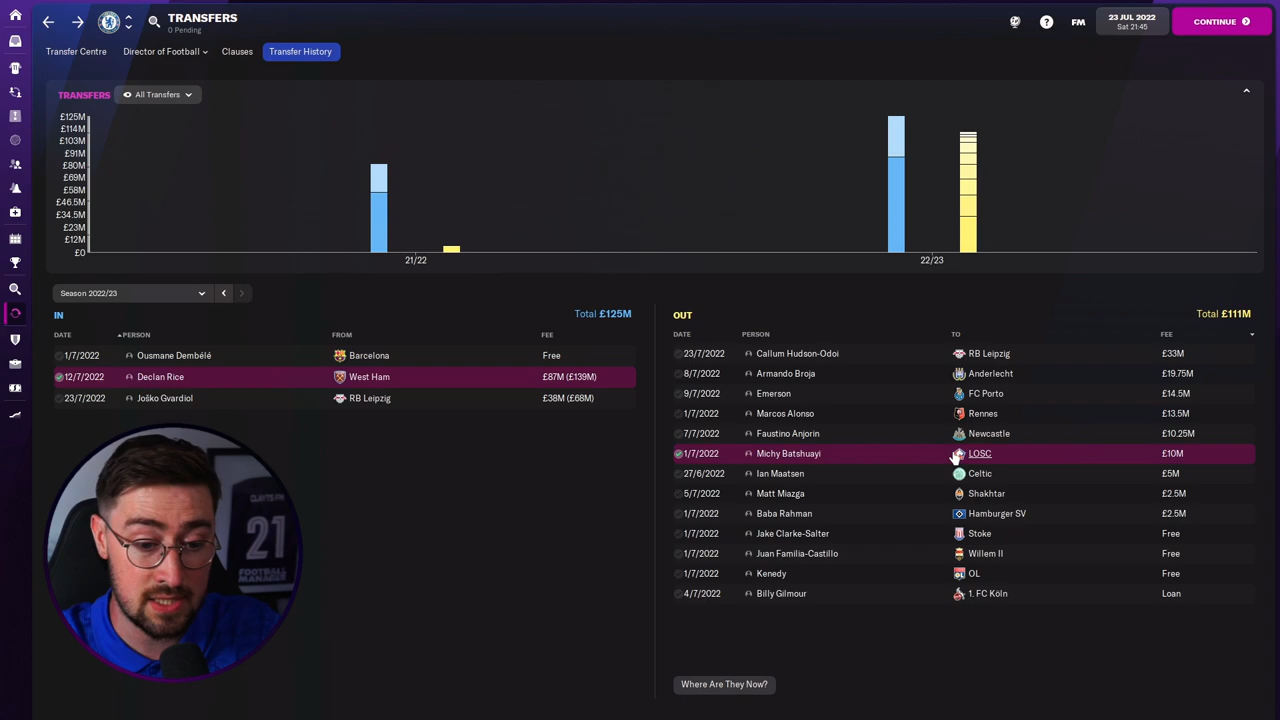 TRANSFERS
0 Pending
FM
23 JUL 2022
Sat 21:45
CONTINUE
Transfer Centre
Director of Football
Clauses
Transfer History
TRANSFERS
All Transfers
£125M
£114M
£103M
£91M
£80M
£69M
£58M
£46.5M
£34.5M
£23M
£12M
£0
21/22
22/23
Season 2022/23
IN
Total £125M
DATE PERSON FROM FEE
1/7/2022 Ousmane Dembélé Barcelona Free
12/7/2022 Declan Rice West Ham £87M (£139M)
23/7/2022 Joško Gvardiol RB Leipzig £38M (£68M)
OUT
Total £111M
DATE PERSON TO FEE
23/7/2022 Callum Hudson-Odoi RB Leipzig £33M
8/7/2022 Armando Broja Anderlecht £19.75M
9/7/2022 Emerson FC Porto £14.5M
1/7/2022 Marcos Alonso Rennes £13.5M
7/7/2022 Faustino Anjorin Newcastle £10.25M
1/7/2022 Michy Batshuayi LOSC £10M
27/6/2022 Ian Maatsen Celtic £5M
5/7/2022 Matt Miazga Shakhtar £2.5M
1/7/2022 Baba Rahman Hamburger SV £2.5M
1/7/2022 Jake Clarke-Salter Stoke Free
1/7/2022 Juan Familia-Castillo Willem II Free
1/7/2022 Kenedy OL Free
4/7/2022 Billy Gilmour 1. FC Köln Loan
Where Are They Now?
CLAYTS FM
21
FOOTBALL
MANAGER